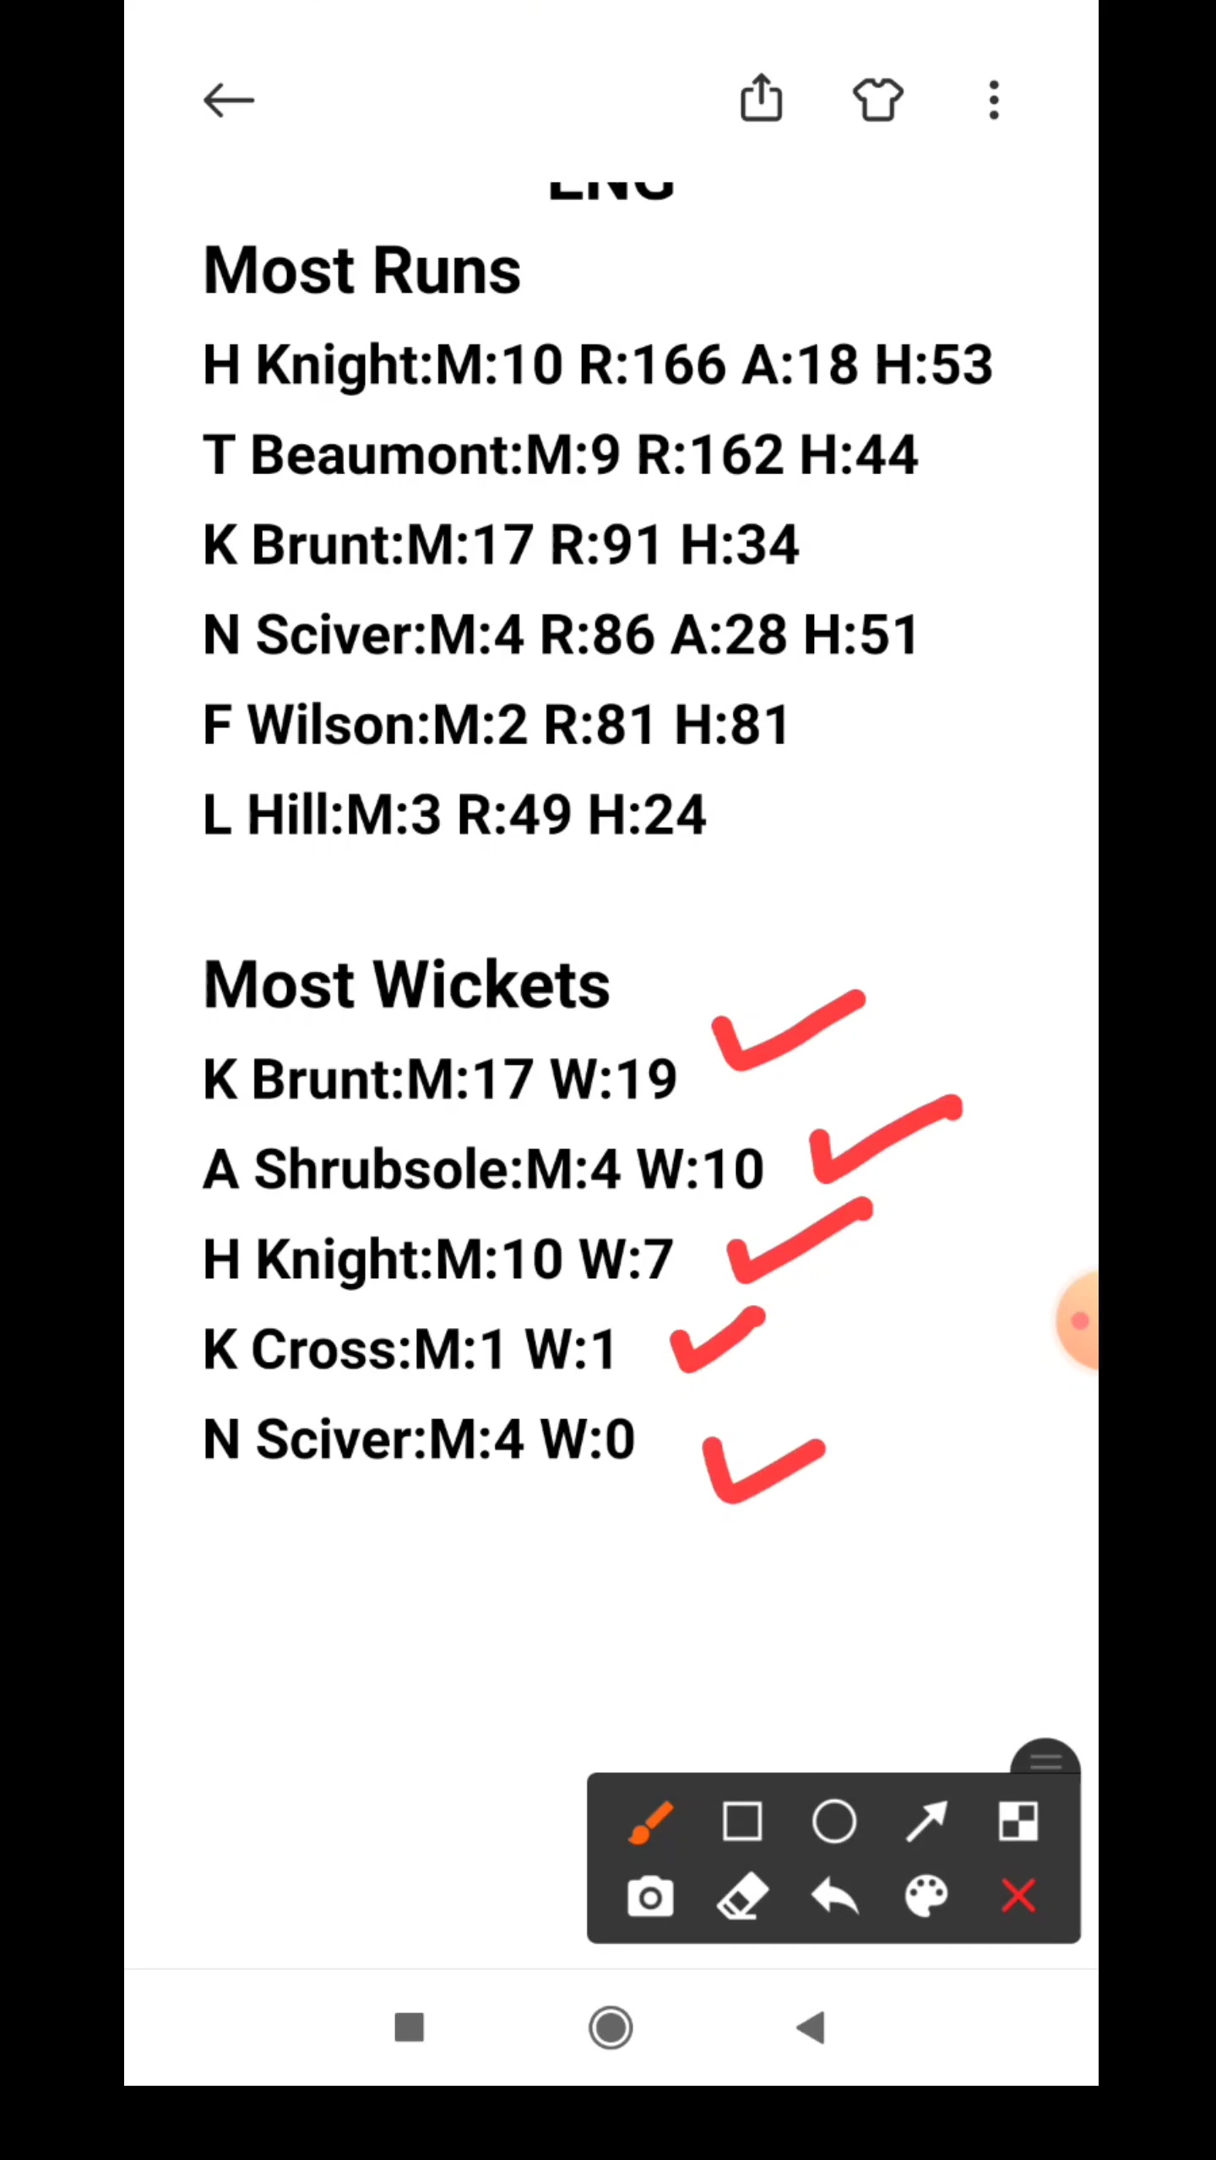 ENG
Most Runs
H Knight:M:10 R:166 A:18 H:53
T Beaumont:M:9 R:162 H:44
K Brunt:M:17 R:91 H:34
N Sciver:M:4 R:86 A:28 H:51
F Wilson:M:2 R:81 H:81
L Hill:M:3 R:49 H:24
Most Wickets
K Brunt:M:17 W:19
A Shrubsole:M:4 W:10
H Knight:M:10 W:7
K Cross:M:1 W:1
N Sciver:M:4 W:0